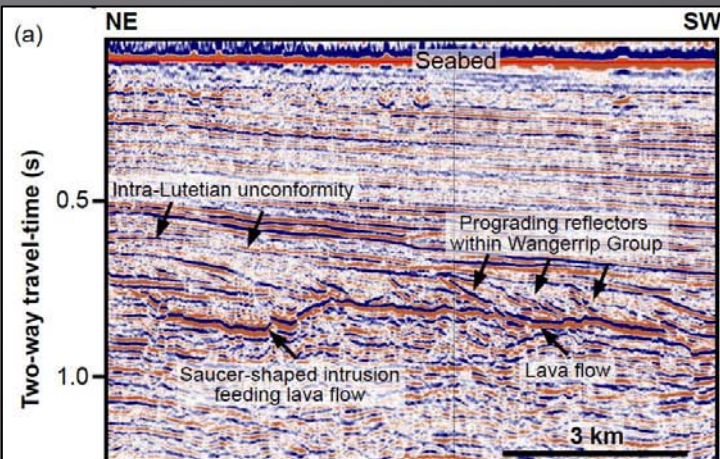 (a)
NE
SW
Seabed
Two-way travel-time (s)
0.5
Intra-Lutetian unconformity
Prograding reflectors
within Wangerrip Group
1.0
Saucer-shaped intrusion
feeding lava flow
Lava flow
3 km